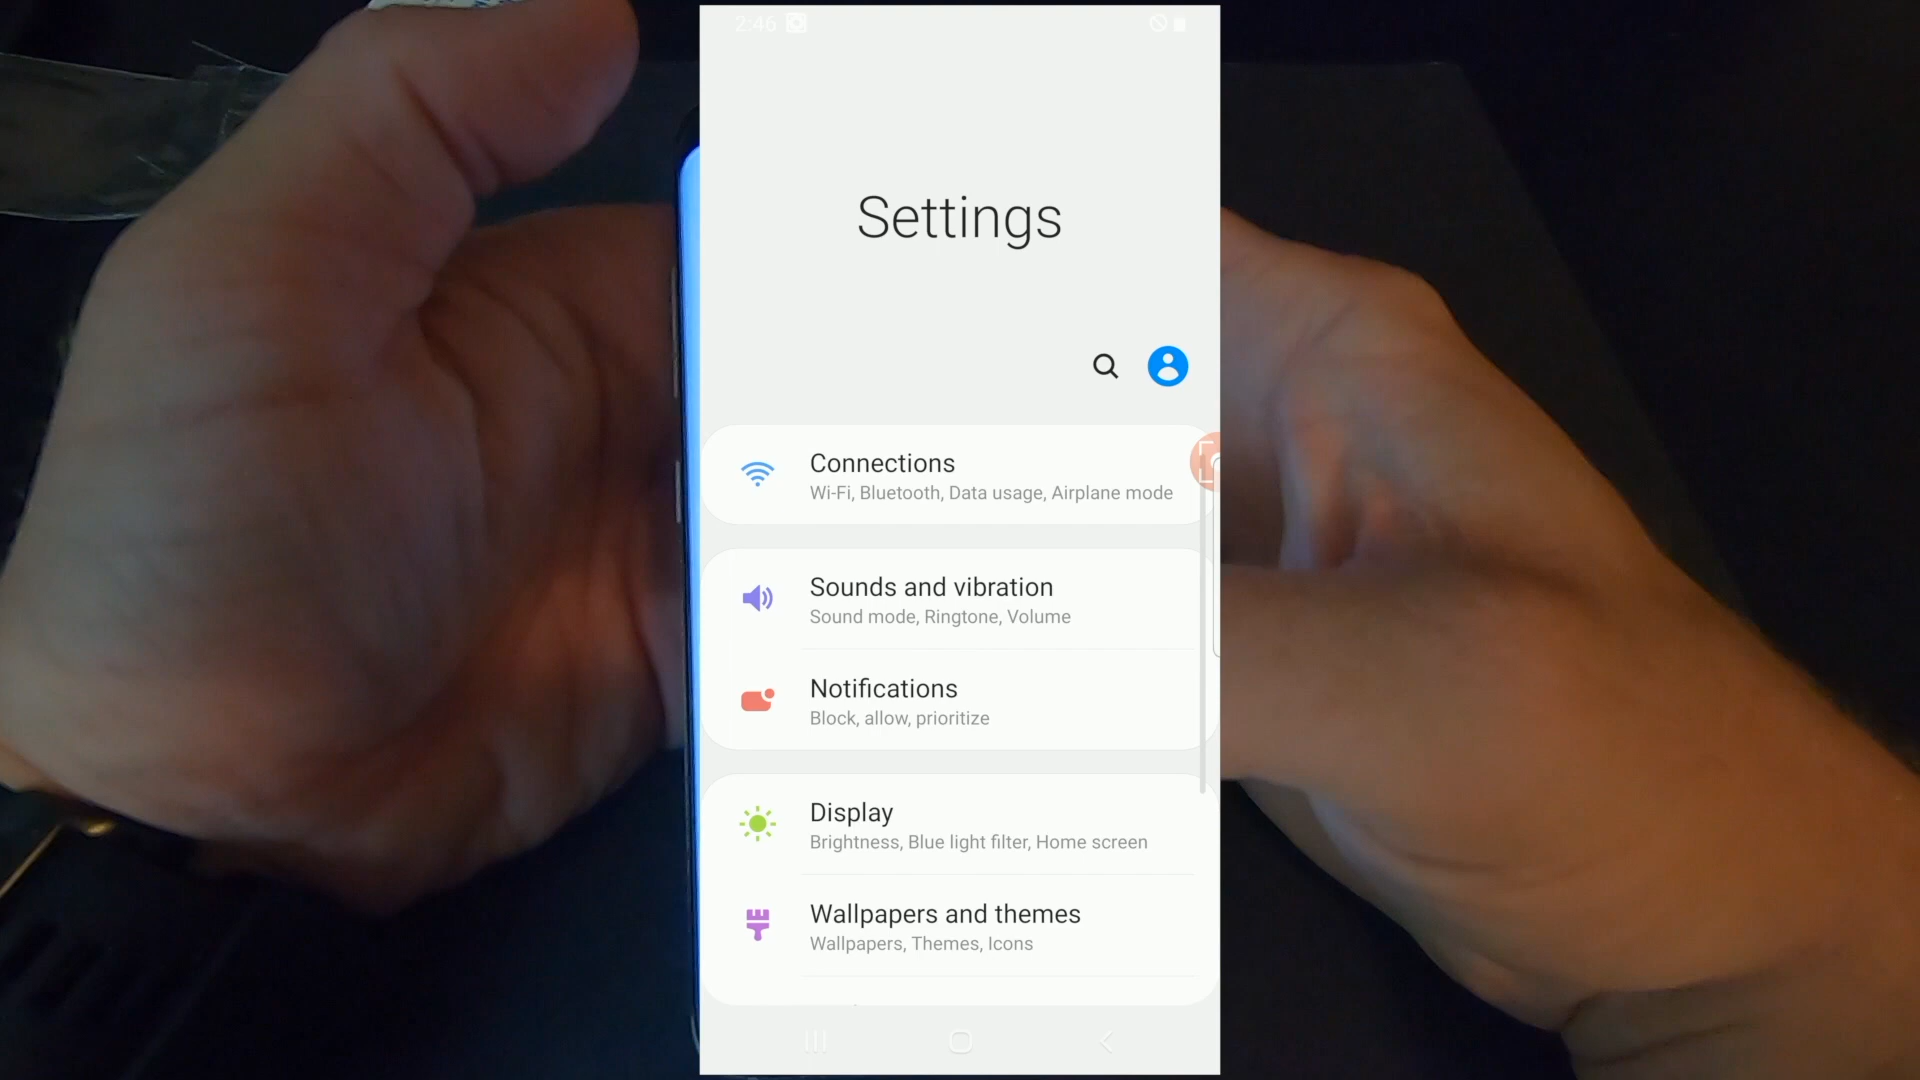 2:46
Settings
Connections
Wi-Fi, Bluetooth, Data usage, Airplane mode
Sounds and vibration
Sound mode, Ringtone, Volume
Notifications
Block, allow, prioritize
Display
Brightness, Blue light filter, Home screen
Wallpapers and themes
Wallpapers, Themes, Icons